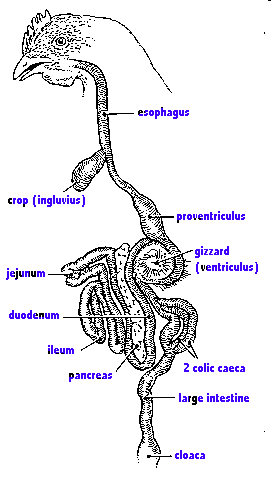 esophagus
crop (ingluvius)
proventriculus
gizzard
(ventriculus)
jejunum
duodenum
ileum
pancreas
2 colic caeca
large intestine
cloaca